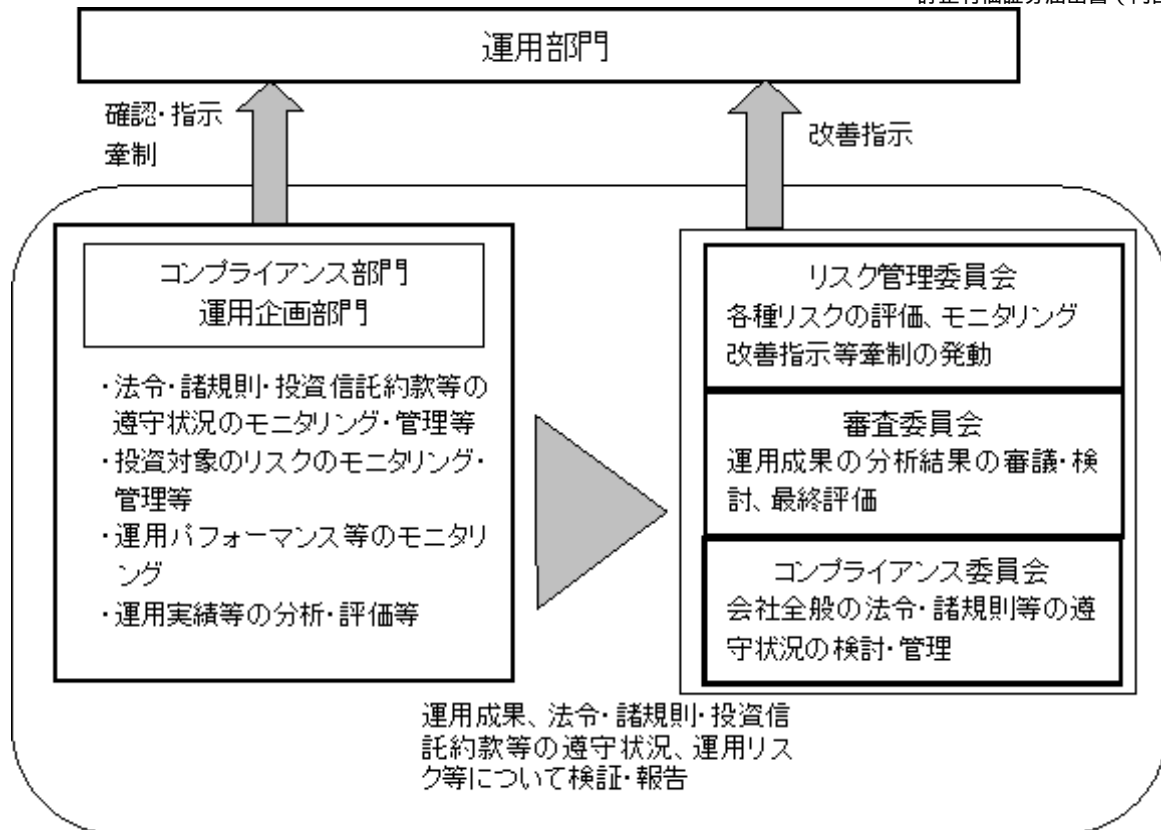 運用部門
確認・指示
牽制
改善指示
コンプライアンス部門
運用企画部門
・法令・諸規則・投資信託約款等の
遵守状況のモニタリング・管理等
・投資対象のリスクのモニタリング・
管理等
・運用パフォーマンス等のモニタリ
ング
・運用実績等の分析・評価等
リスク管理委員会
各種リスクの評価、モニタリング
改善指示等牽制の発動
審査委員会
運用成果の分析結果の審議・検
討、最終評価
コンプライアンス委員会
会社全般の法令・諸規則等の遵
守状況の検討・管理
運用成果、法令・諸規則・投資信
託約款等の遵守状況、運用リス
ク等について検証・報告